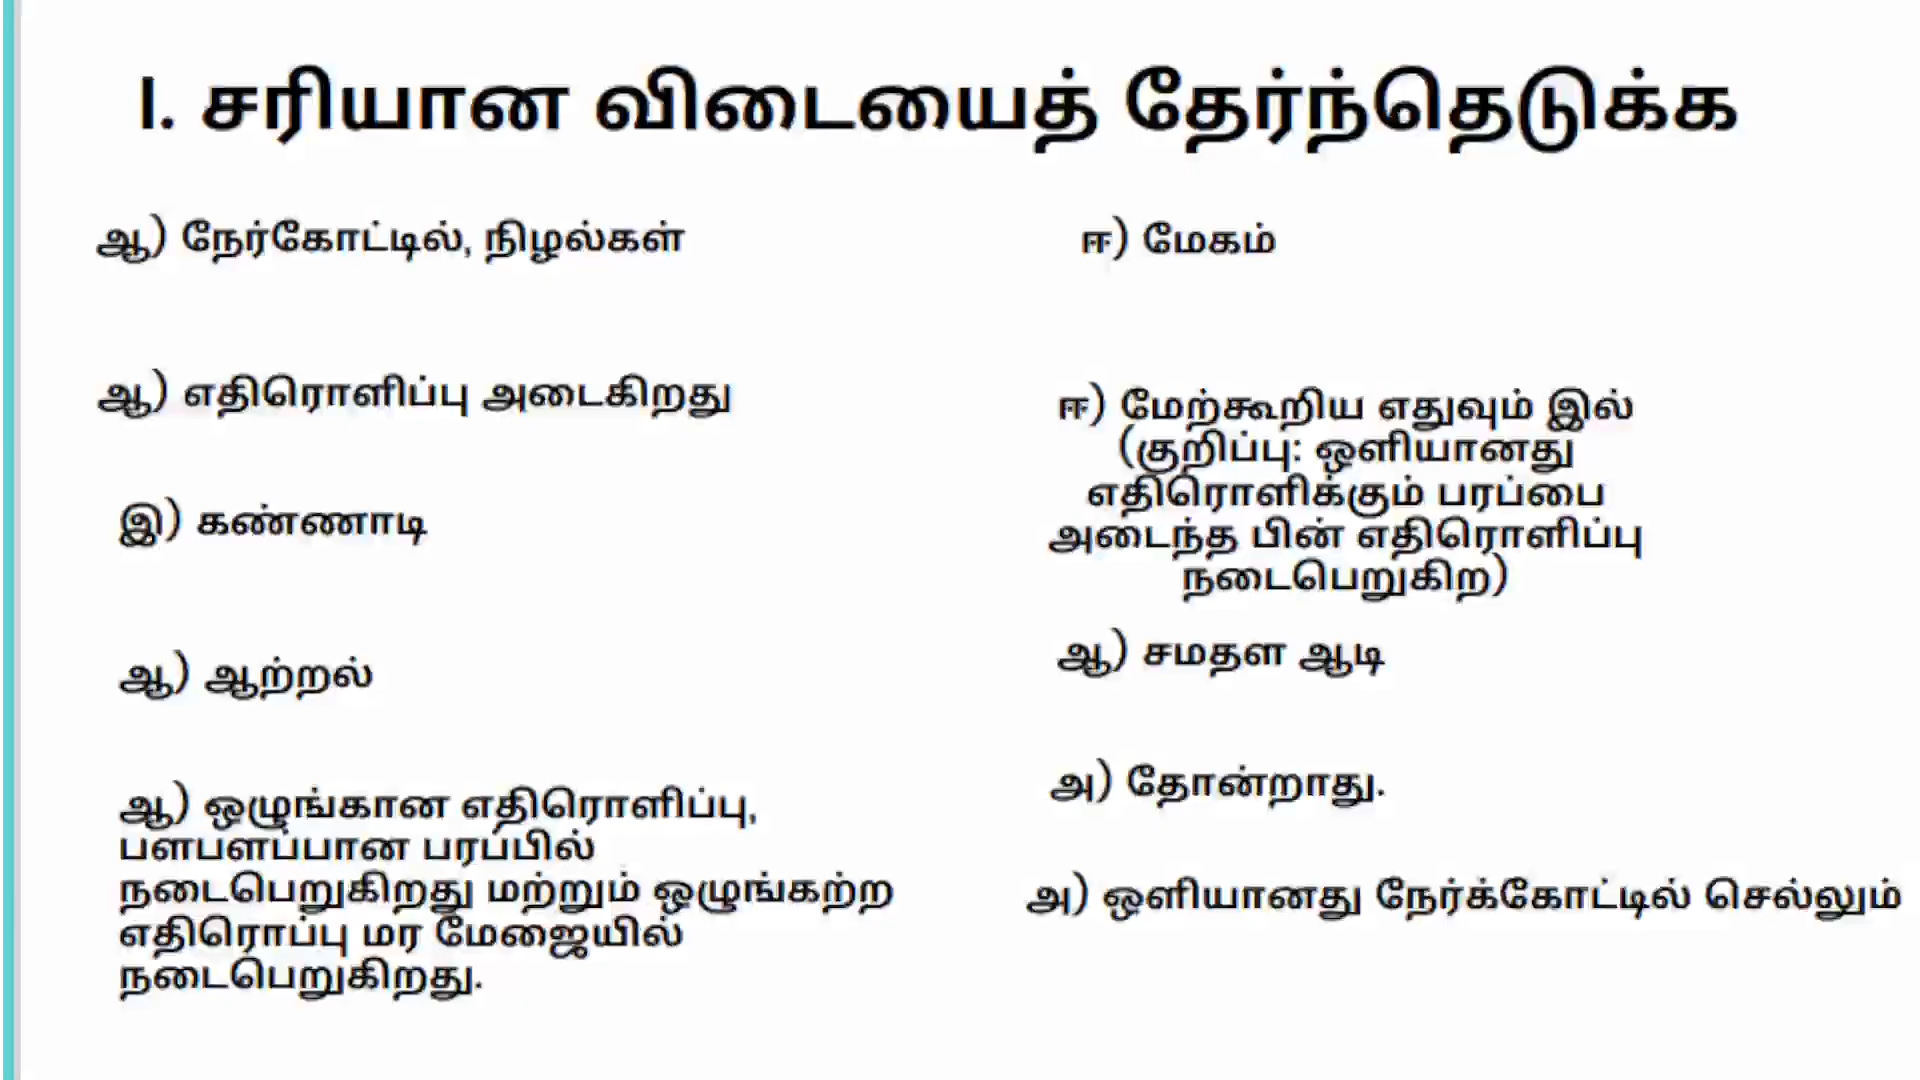 I. சரியான விடையைத் தேர்ந்தெடுக்க
ஆ) நேர்கோட்டில், நிழல்கள்
ஆ) எதிரொளிப்பு அடைகிறது
இ) கண்ணாடி
ஆ) ஆற்றல்
ஆ) ஒழுங்கான எதிரொளிப்பு,
பளபளப்பான பரப்பில்
நடைபெறுகிறது மற்றும் ஒழுங்கற்ற
எதிரொப்பு மர மேஜையில்
நடைபெறுகிறது.
ஈ) மேகம்
ஈ) மேற்கூறிய எதுவும் இல்
(குறிப்பு: ஒளியானது
எதிரொளிக்கும் பரப்பை
அடைந்த பின் எதிரொளிப்பு
நடைபெறுகிற)
ஆ) சமதள ஆடி
அ) தோன்றாது.
அ) ஒளியானது நேர்க்கோட்டில் செல்லும்